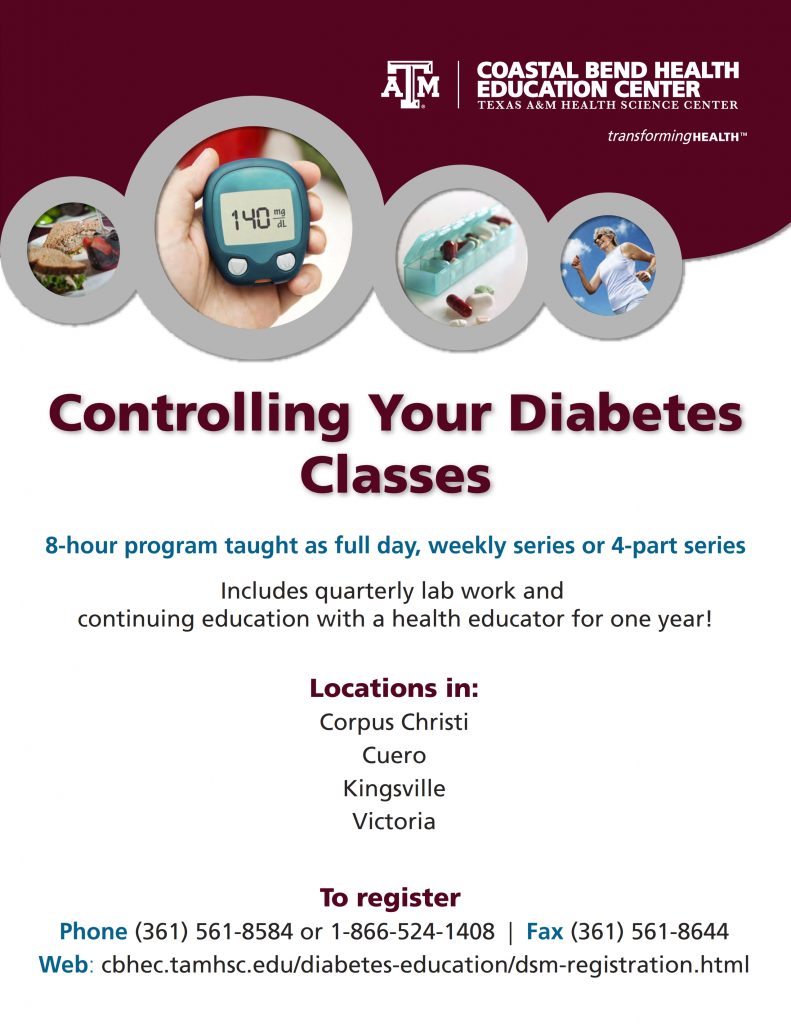 ATM
COASTAL BEND HEALTH
EDUCATION CENTER
TEXAS A&M HEALTH SCIENCE CENTER
transformingHEALTH™
140 mg
dL
Controlling Your Diabetes
Classes
8-hour program taught as full day, weekly series or 4-part series
Includes quarterly lab work and
continuing education with a health educator for one year!
Locations in:
Corpus Christi
Cuero
Kingsville
Victoria
To register
Phone (361) 561-8584 or 1-866-524-1408 | Fax (361) 561-8644
Web: cbhec.tamhsc.edu/diabetes-education/dsm-registration.html